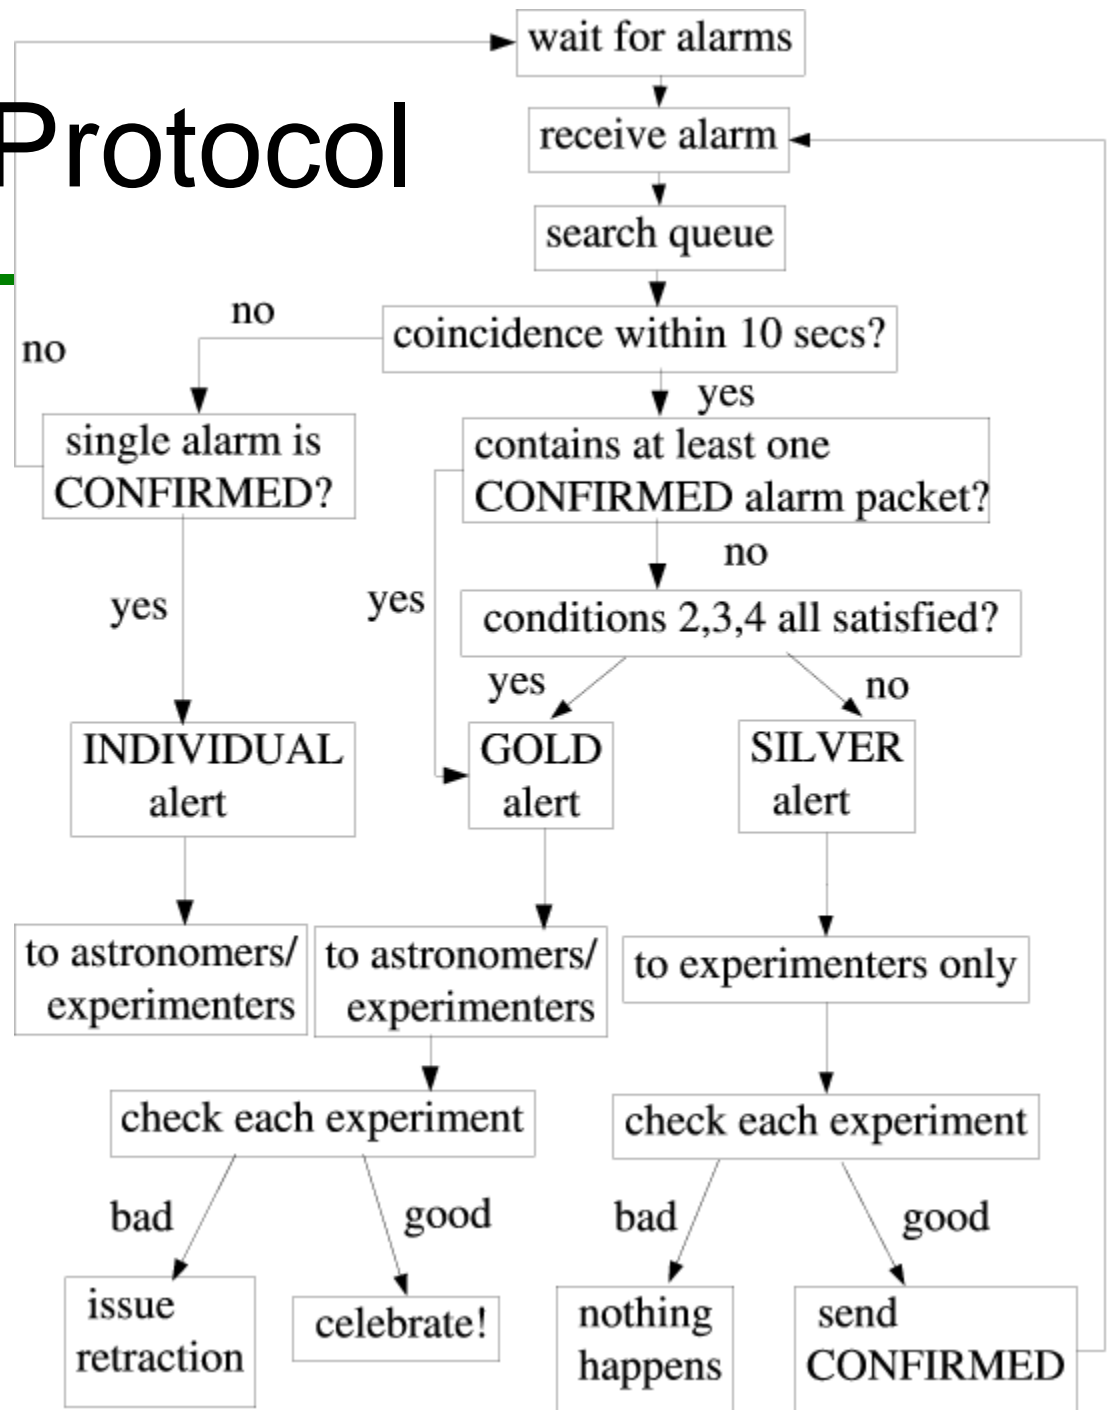 wait for alarms
Protocol
receive alarm
search queue
no
coincidence within 10 secs?
no
yes
single alarm is
CONFIRMED?
contains at least one
CONFIRMED alarm packet?
no
yes
yes
conditions 2,3,4 all satisfied?
yes
no
INDIVIDUAL
alert
GOLD
alert
SILVER
alert
to astronomers/
experimenters
to astronomers/
experimenters
to experimenters only
check each experiment
check each experiment
bad
good
bad
good
issue
retraction
celebrate!
nothing
happens
send
CONFIRMED